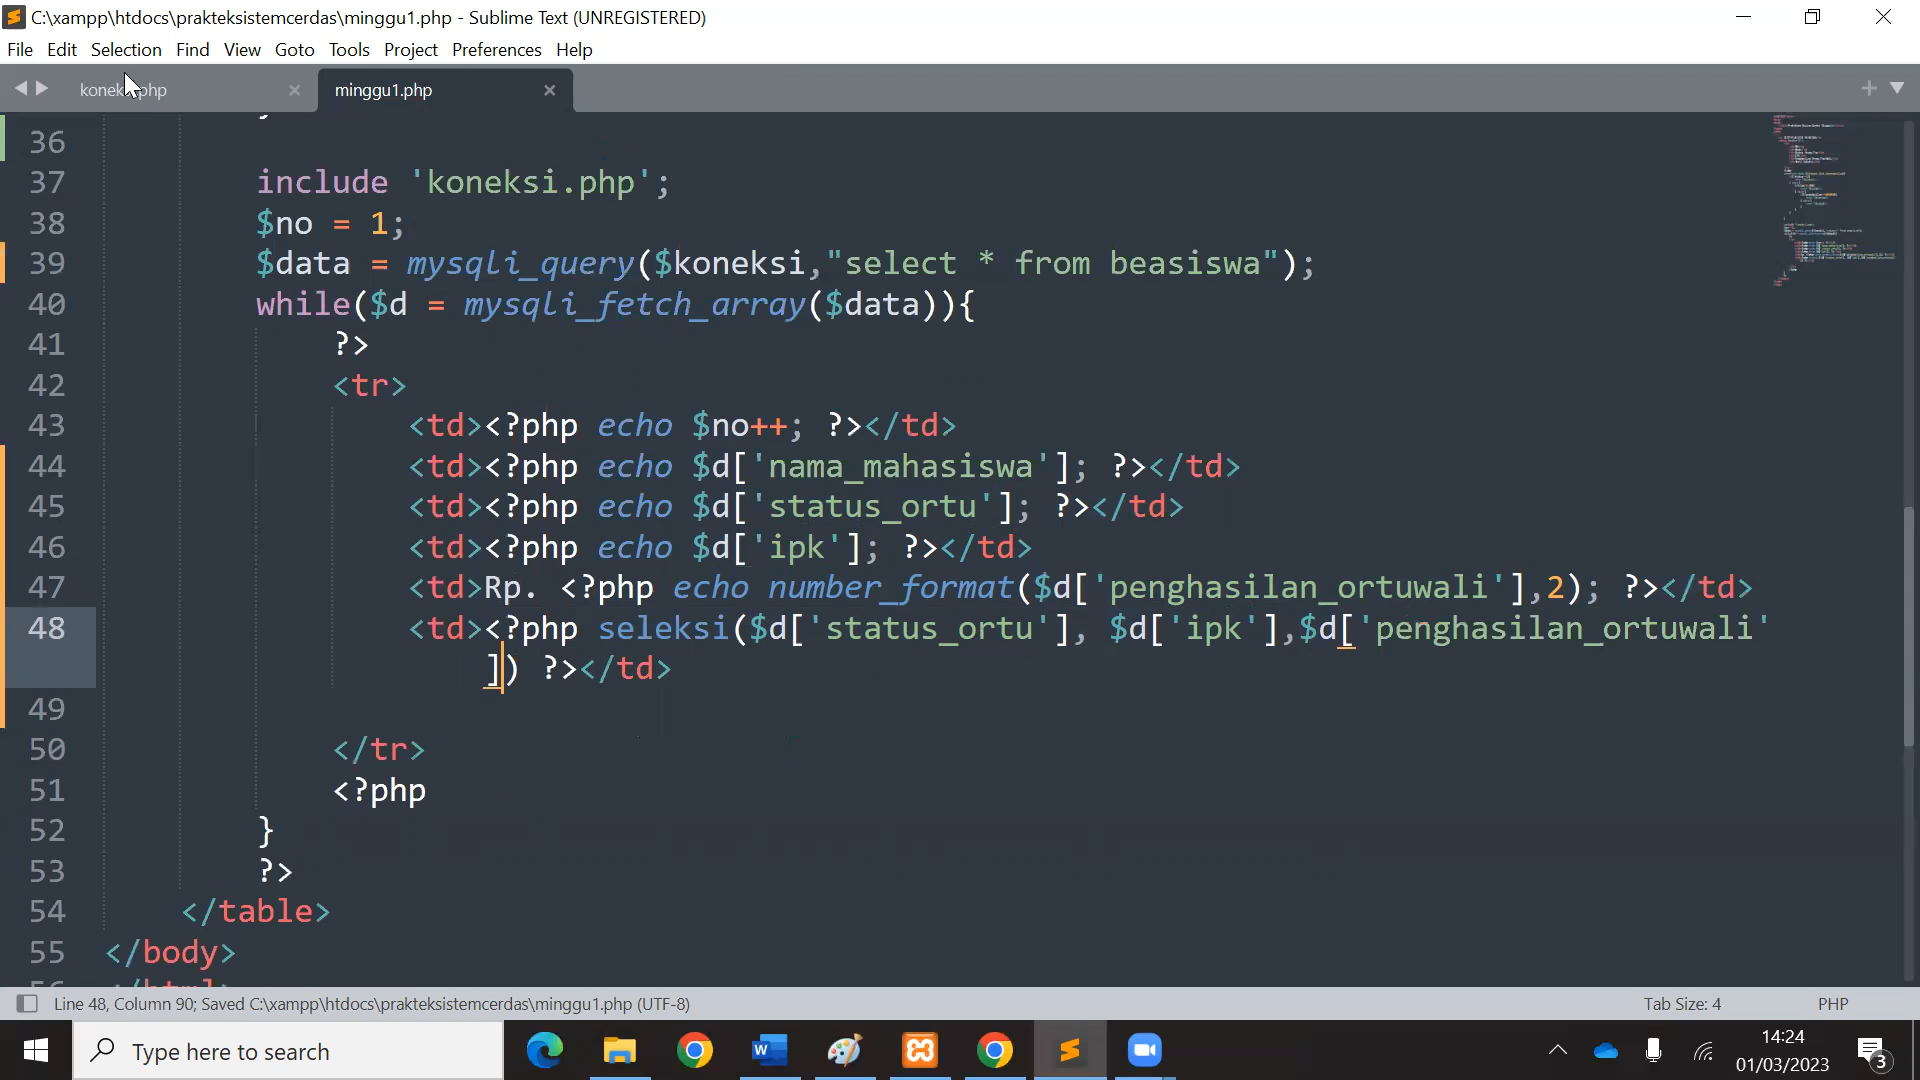 C:\xampp\htdocs\prakteksistemcerdas\minggu1.php - Sublime Text (UNREGISTERED)
File Edit Selection Find View Goto Tools Project Preferences Help
minggu1.php
36
37 include 'koneksi.php';
38 $no = 1;
39 $data = mysqli_query($koneksi,"select * from beasiswa");
40 while($d = mysqli_fetch_array($data)){
41 ?>
42 <tr>
43 <td><?php echo $no++; ?></td>
44 <td><?php echo $d['nama_mahasiswa']; ?></td>
45 <td><?php echo $d['status_ortu']; ?></td>
46 <td><?php echo $d['ipk']; ?></td>
47 <td>Rp. <?php echo number_format($d['penghasilan_ortuwali'],2); ?></td>
48 <td><?php seleksi($d['status_ortu'], $d['ipk'],$d['penghasilan_ortuwali'
]) ?></td>
49
50 </tr>
51 <?php
52 }
53 ?>
54 </table>
55 </body>
Line 48, Column 90; Saved C:\xampp\htdocs\prakteksistemcerdas\minggu1.php (UTF-8) Tab Size: 4 PHP
Type here to search
14:24
01/03/2023
3